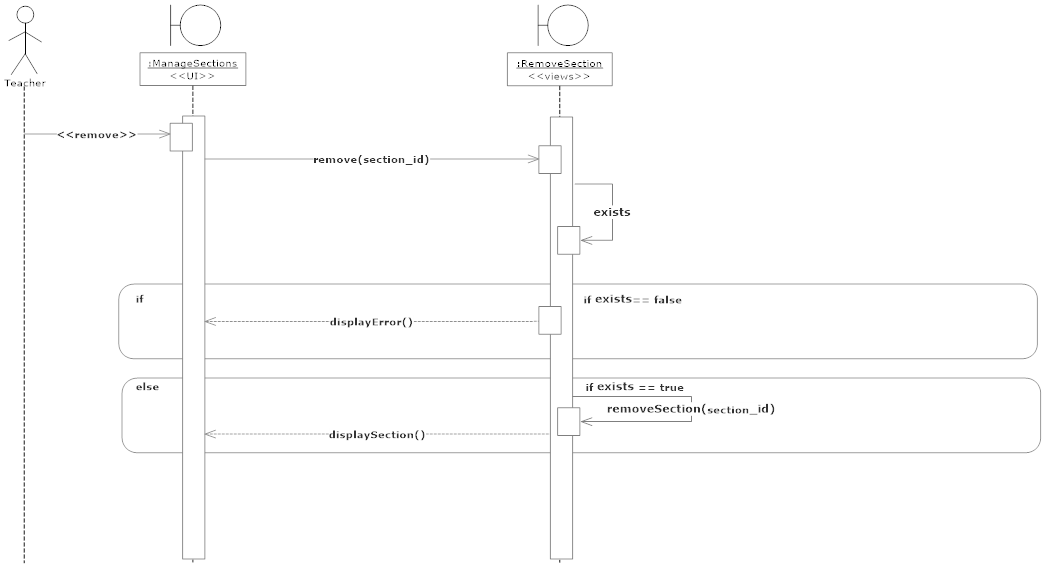 Teacher
:ManageSections
<<UI>>
:RemoveSection
<<views>>
<<remove>>
remove(section_id)
exists
if
if exists== false
displayError()
else
if exists == true
removeSection(section_id)
displaySection()